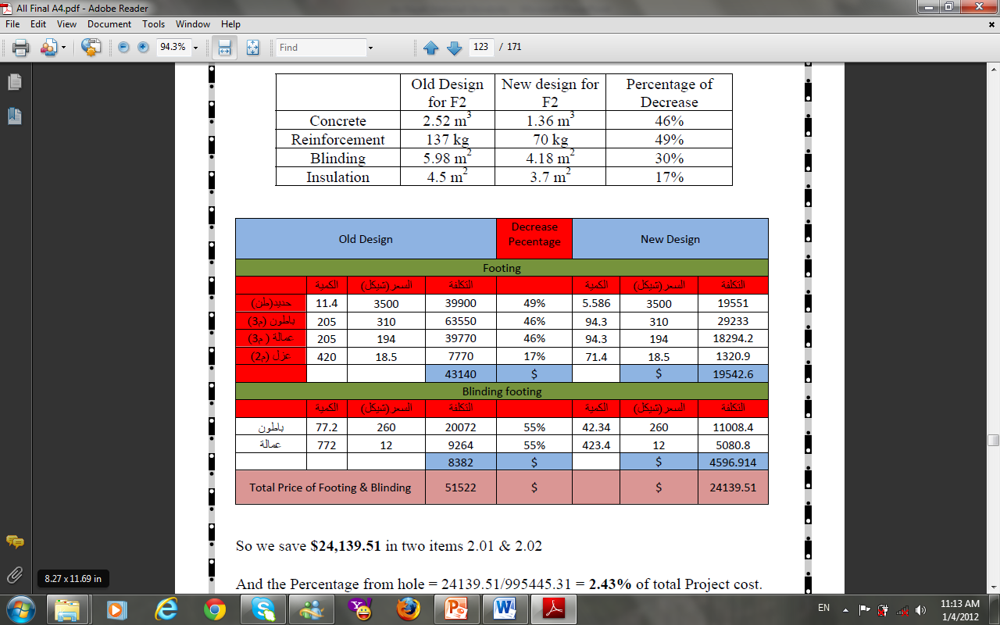 All Final A4.pdf - Adobe Reader
File Edit View Document Tools Window Help
94.3% Find 123 / 171
Old Design for F2 New design for F2 Percentage of Decrease
Concrete 2.52 m3 1.36 m3 46%
Reinforcement 137 kg 70 kg 49%
Blinding 5.98 m2 4.18 m2 30%
Insulation 4.5 m2 3.7 m2 17%
Old Design Decrease Pecentage New Design
Footing
الكمية السعر(شيكل) التكلفة الكمية السعر(شيكل) التكلفة
حديد(طن) 11.4 3500 39900 49% 5.586 3500 19551
باطون (م3) 205 310 63550 46% 94.3 310 29233
عمالة (م3) 205 194 39770 46% 94.3 194 18294.2
عزل (م2) 420 18.5 7770 17% 71.4 18.5 1320.9
43140 $ $ 19542.6
Blinding footing
الكمية السعر(شيكل) التكلفة الكمية السعر(شيكل) التكلفة
باطون 77.2 260 20072 55% 42.34 260 11008.4
عمالة 772 12 9264 55% 423.4 12 5080.8
8382 $ $ 4596.914
Total Price of Footing & Blinding 51522 $ $ 24139.51
So we save $24,139.51 in two items 2.01 & 2.02
And the Percentage from hole = 24139.51/995445.31 = 2.43% of total Project cost.
8.27 x 11.69 in
EN 11:13 AM
1/4/2012